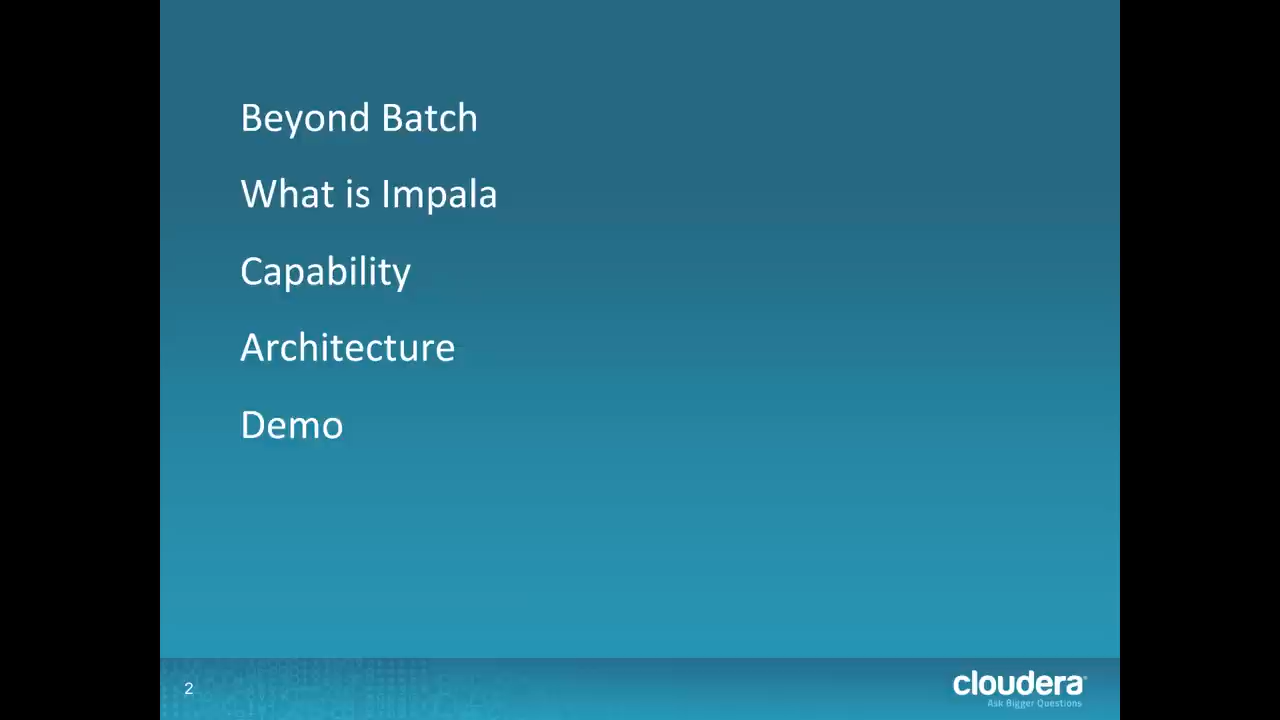 Beyond Batch
What is Impala
Capability
Architecture
Demo
2
cloudera
Ask Bigger Questions